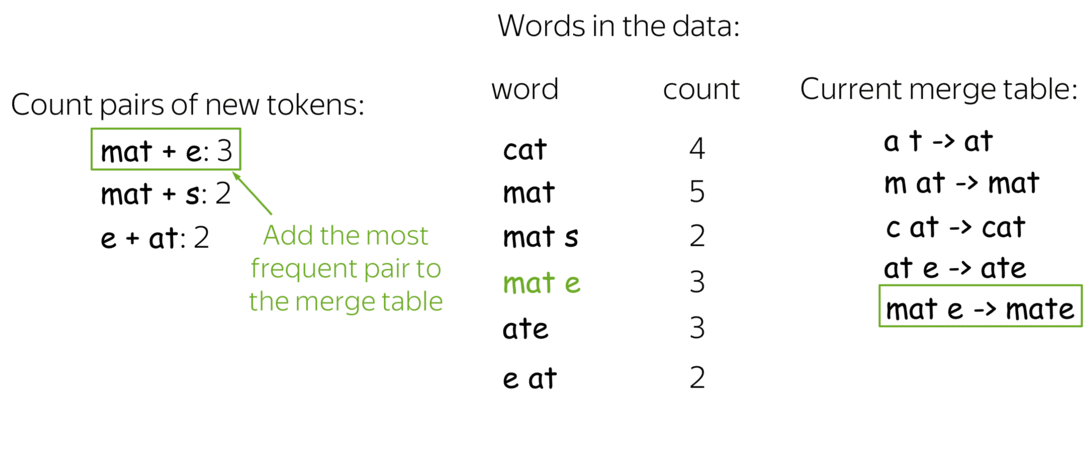 Words in the data:
Count pairs of new tokens:
mat + e: 3
mat + s: 2
e + at: 2
Add the most
frequent pair to
the merge table
word count
cat 4
mat 5
mat s 2
mat e 3
ate 3
e at 2
Current merge table:
a t -> at
m at -> mat
c at -> cat
at e -> ate
mat e -> mate